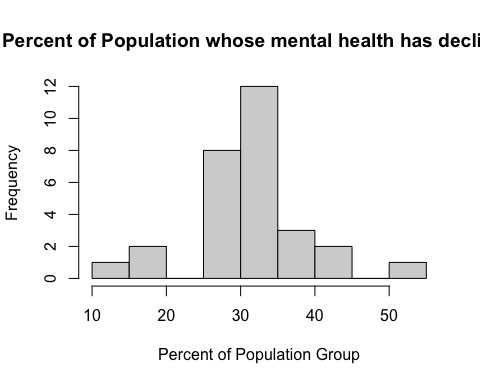 Percent of Population whose mental health has decli
12
10
8
6
4
2
0
Frequency
10 20 30 40 50
Percent of Population Group